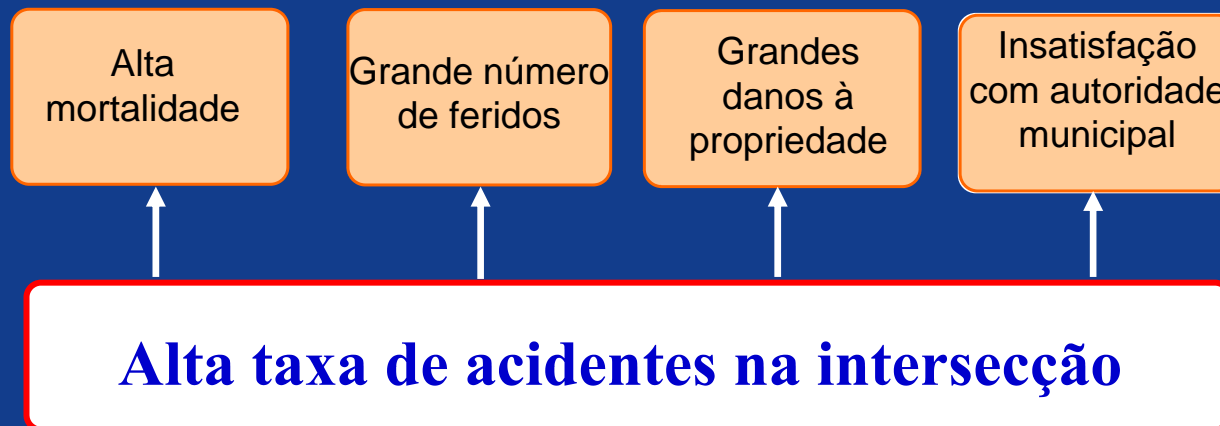 Alta
mortalidade
Grande número
de feridos
Grandes
danos à
propriedade
Insatisfação
com autoridade
municipal
Alta taxa de acidentes na intersecção